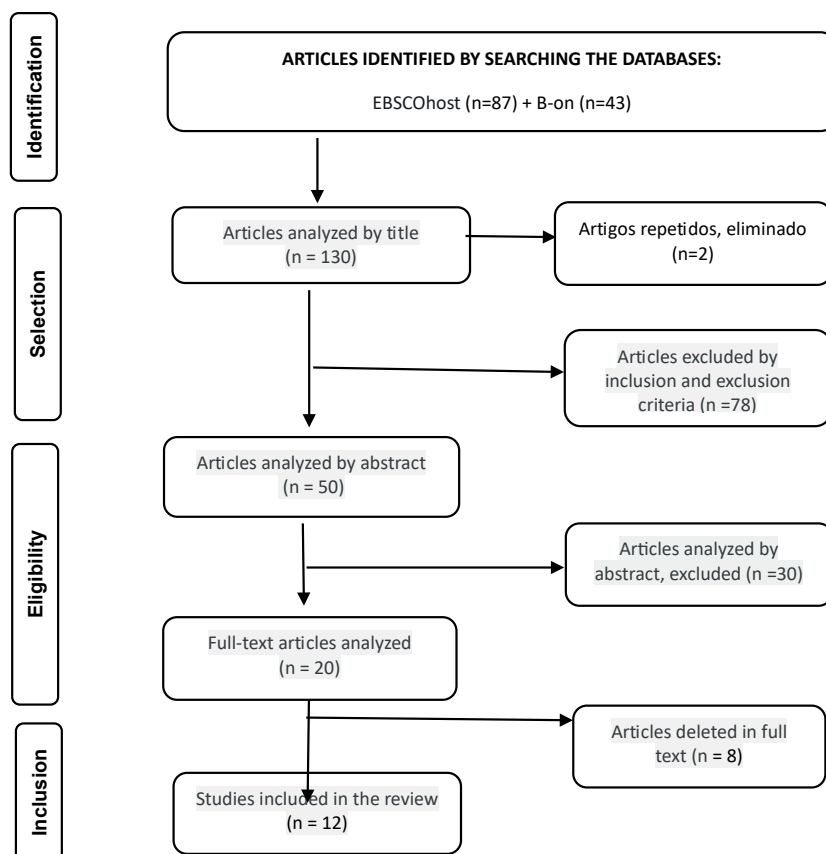 Identification
ARTICLES IDENTIFIED BY SEARCHING THE DATABASES:
EBSCOhost (n=87) + B-on (n=43)
Selection
Articles analyzed by title
(n = 130)
Artigos repetidos, eliminado
(n=2)
Articles excluded by
inclusion and exclusion
criteria (n =78)
Eligibility
Articles analyzed by abstract
(n = 50)
Articles analyzed by
abstract, excluded (n =30)
Full-text articles analyzed
(n = 20)
Inclusion
Articles deleted in full
text (n = 8)
Studies included in the review
(n = 12)